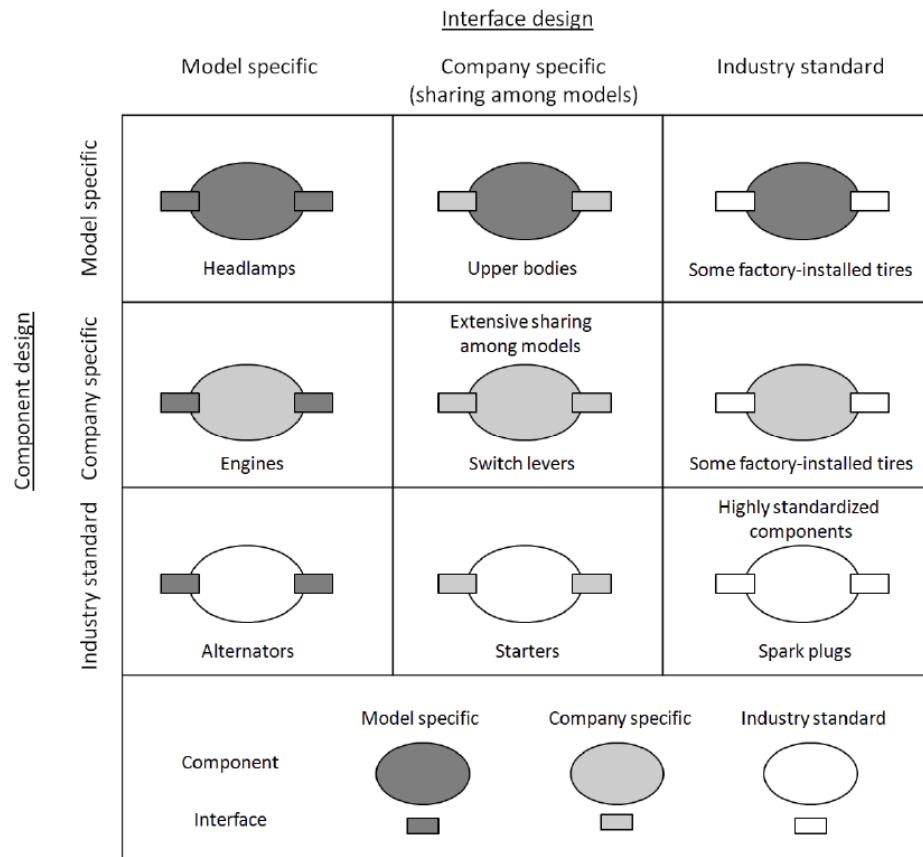 Interface design
Model specific
Company specific
(sharing among models)
Industry standard
Component design
Model specific
Headlamps
Upper bodies
Some factory-installed tires
Company specific
Extensive sharing
among models
Engines
Switch levers
Some factory-installed tires
Industry standard
Highly standardized
components
Alternators
Starters
Spark plugs
Model specific
Company specific
Industry standard
Component
Interface